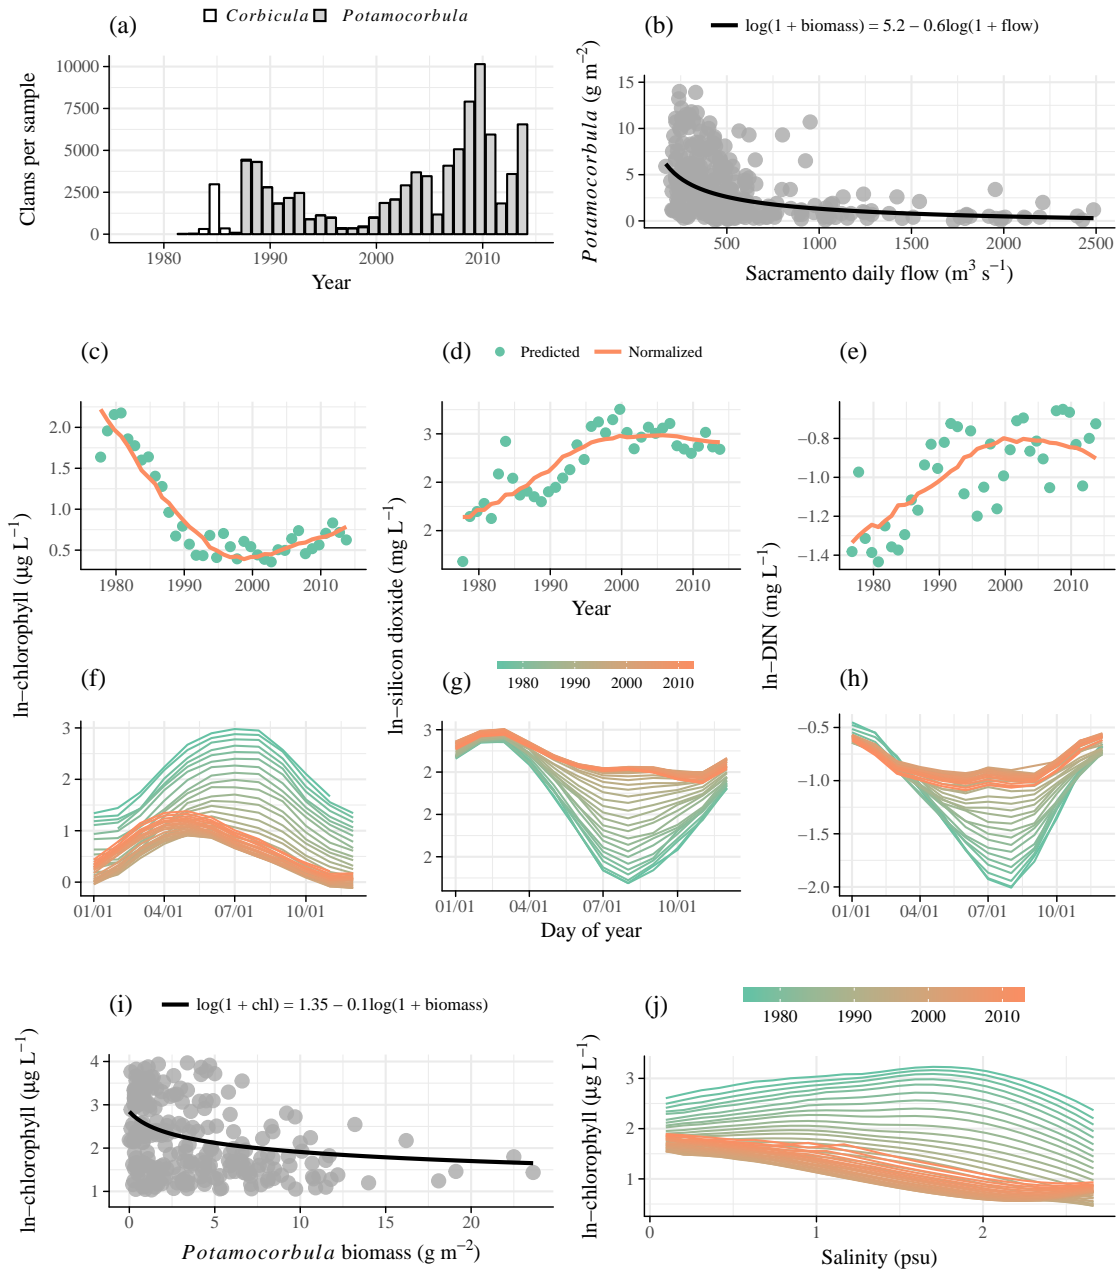 (a)
Corbicula Potamocorbula
10000
7500
5000
2500
0
Clams per sample
1980 1990 2000 2010
Year
(b)
log(1 + biomass) = 5.2 − 0.6log(1 + flow)
15
10
5
0
Potamocorbula (g m−2)
500 1000 1500 2000 2500
Sacramento daily flow (m3 s−1)
(c)
2.0
1.5
1.0
0.5
1980 1990 2000 2010
ln−chlorophyll (μg L−1)
(d)
Predicted Normalized
3
2
2
1980 1990 2000 2010
Year
ln−silicon dioxide (mg L−1)
(e)
−0.8
−1.0
−1.2
−1.4
1980 1990 2000 2010
ln−DIN (mg L−1)
(f)
3
2
1
0
01/01 04/01 07/01 10/01
(g)
1980 1990 2000 2010
3
2
2
2
01/01 04/01 07/01 10/01
Day of year
(h)
−0.5
−1.0
−1.5
−2.0
01/01 04/01 07/01 10/01
(i)
log(1 + chl) = 1.35 − 0.1log(1 + biomass)
4
3
2
1
ln−chlorophyll (μg L−1)
0 5 10 15 20
Potamocorbula biomass (g m−2)
(j)
1980 1990 2000 2010
3
2
1
ln−chlorophyll (μg L−1)
0 1 2
Salinity (psu)